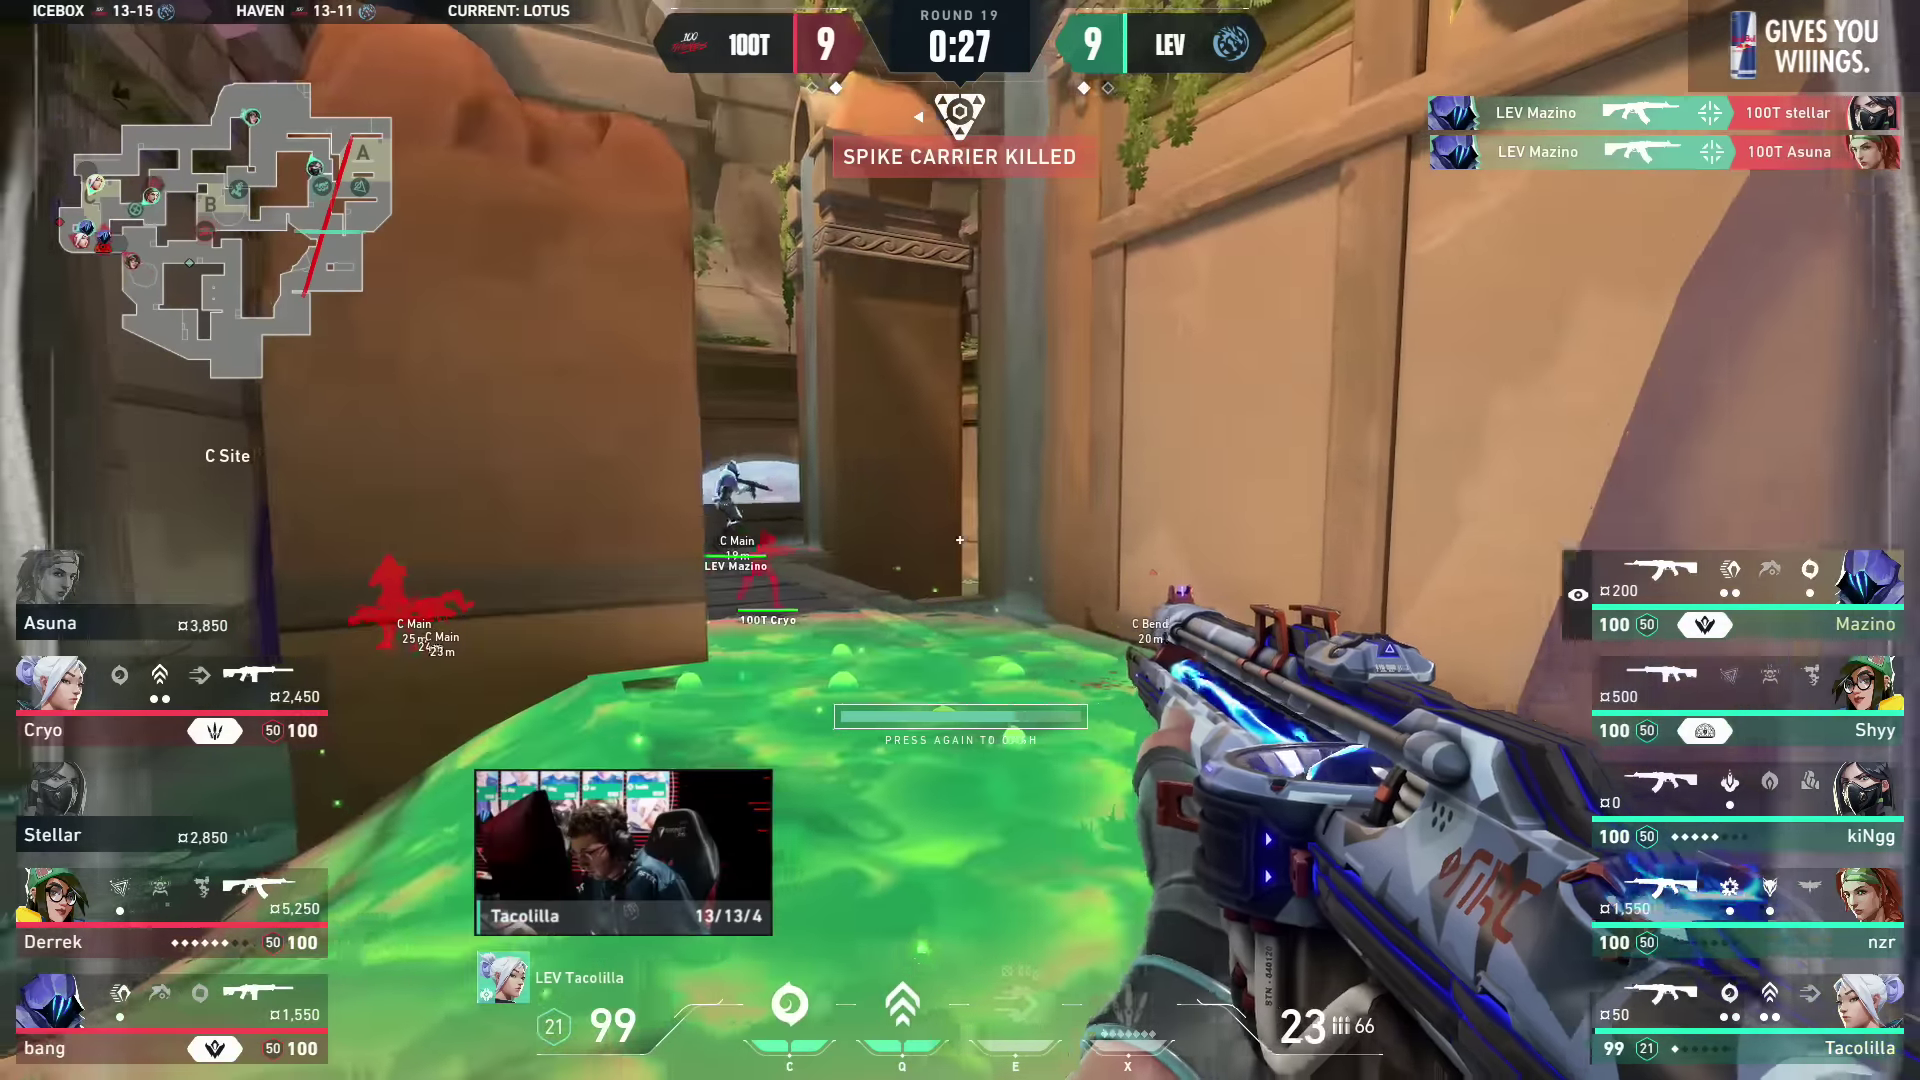 ICEBOX 13-15 HAVEN 13-11 CURRENT: LOTUS
100T 9 ROUND 19 0:27 9 LEV
GIVES YOU
WIIINGS.
SPIKE CARRIER KILLED
LEV Mazino 100T stellar
LEV Mazino 100T Asuna
A
B
C
C Site
C Main
19m
LEV Mazino
100T Cryo
C Main
25m
C Main
23m
C Bend
20m
PRESS AGAIN TO
Asuna 3,850
2,450
Cryo 50 100
Stellar 2,850
5,250
Derrek 50 100
1,550
bang 50 100
200
100 50 Mazino
500
100 50 Shyy
0
100 50 kiNgg
1,550
100 50 nzr
50
99 21 Tacolilla
Tacolilla 13/13/4
LEV Tacolilla
21 99
C Q E X
23 66